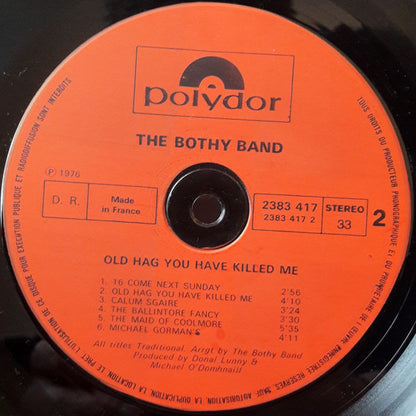 polydor
THE BOTHY BAND
Ⓟ 1976
D. R.
Made
in France
2383 417
2383 417 2
STEREO
33
2
OLD HAG YOU HAVE KILLED ME
1. 16 COME NEXT SUNDAY 2'56
2. OLD HAG YOU HAVE KILLED ME 4'10
3. CALUM SGAIRE 3'24
4. THE BALLINTORE FANCY 3'30
5. THE MAID OF COOLMORE 5'35
6. MICHAEL GORMAN'S 4'11
All titles Traditional, Arrgt by The Bothy Band
Produced by Donal Lunny &
Michael O'Domhnaill
TOUS DROITS DU PRODUCTEUR PHONOGRAPHIQUE ET DU PROPRIETAIRE DE L'ŒUVRE ENREGISTREE RESERVES. SAUF AUTORISATION, LA DUPLICATION, LA LOCATION, LE PRET, L'UTILISATION DE CE DISQUE POUR EXECUTION PUBLIQUE ET RADIODIFFUSION SONT INTERDITS